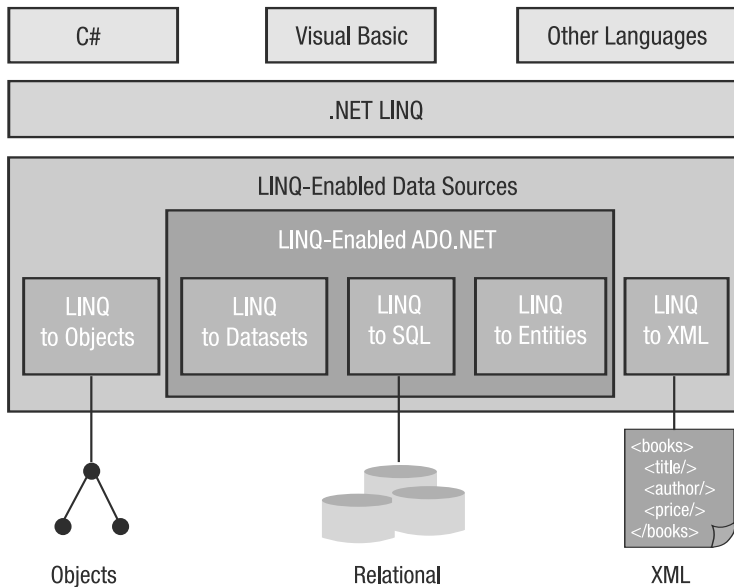 C# Visual Basic Other Languages
.NET LINQ
LINQ-Enabled Data Sources
LINQ-Enabled ADO.NET
LINQ
to Objects
LINQ
to Datasets
LINQ
to SQL
LINQ
to Entities
LINQ
to XML
<books>
<title/>
<author/>
<price/>
</books>
Objects Relational XML